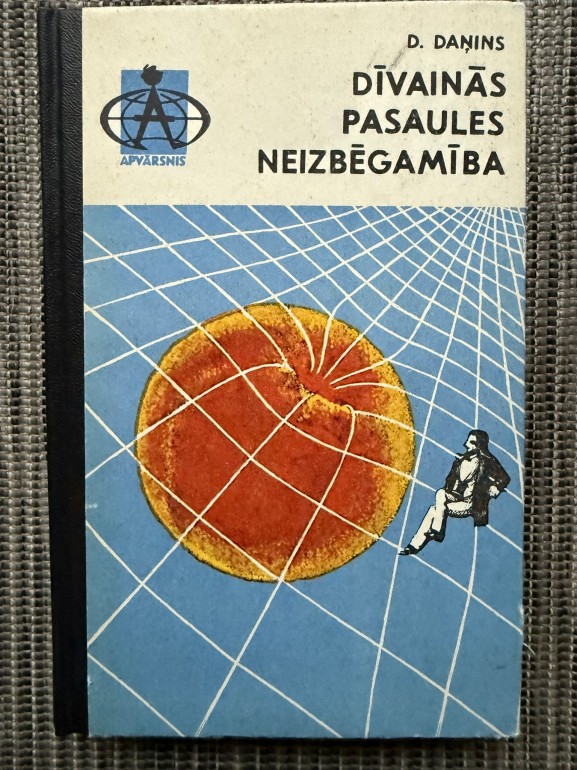 D. DAŅINS
DĪVAINĀS
PASAULES
NEIZBĒGAMĪBA
APVĀRSNIS